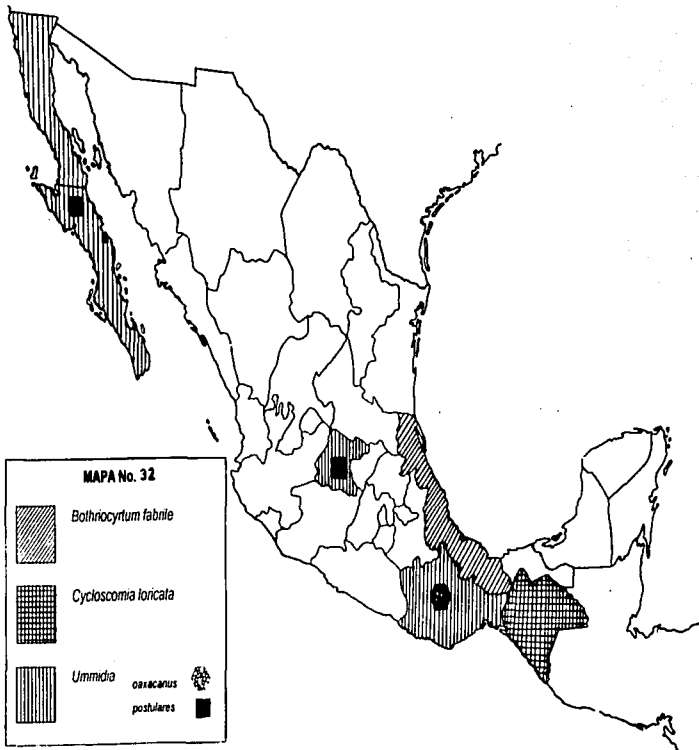 MAPA No. 32
Bothriocyrtum fabrile
Cycloscomia loricata
Ummidia
oaxacanus
postulares